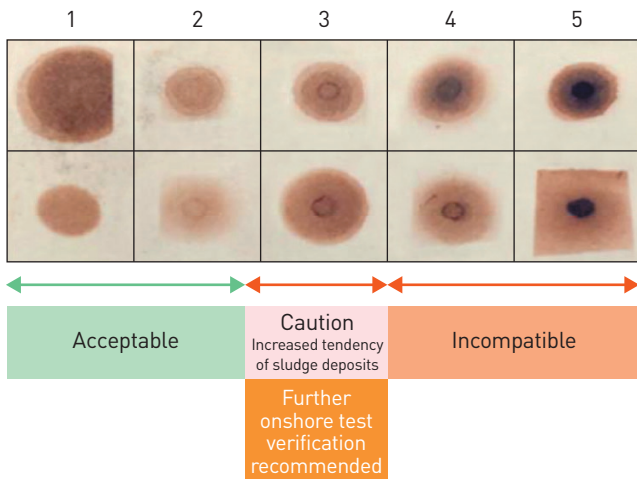 1 2 3 4 5
Acceptable
Caution
Increased tendency
of sludge deposits
Incompatible
Further
onshore test
verification
recommended